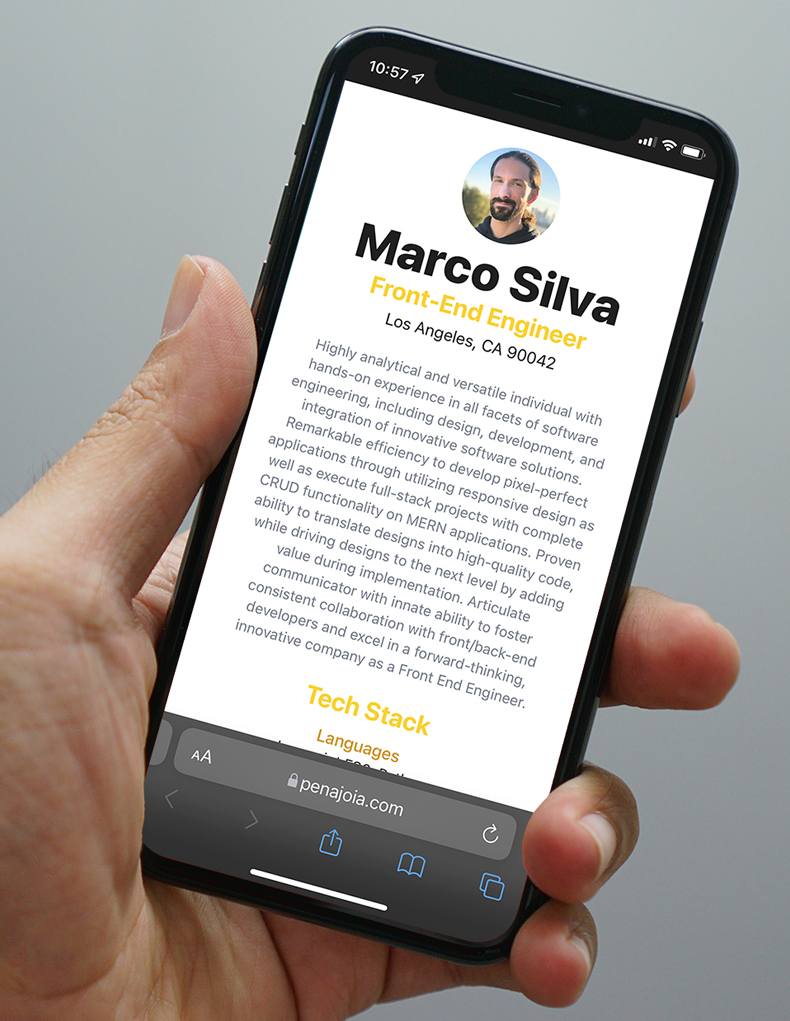 10:57
Marco Silva
Front-End Engineer
Los Angeles, CA 90042
Highly analytical and versatile individual with
hands-on experience in all facets of software
engineering, including design, development, and
integration of innovative software solutions.
Remarkable efficiency to develop pixel-perfect
applications through utilizing responsive design as
well as execute full-stack projects with complete
CRUD functionality on MERN applications. Proven
ability to translate designs into high-quality code,
while driving designs to the next level by adding
value during implementation. Articulate
communicator with innate ability to foster
consistent collaboration with front/back-end
developers and excel in a forward-thinking,
innovative company as a Front End Engineer.
Tech Stack
Languages
AA
penajoia.com